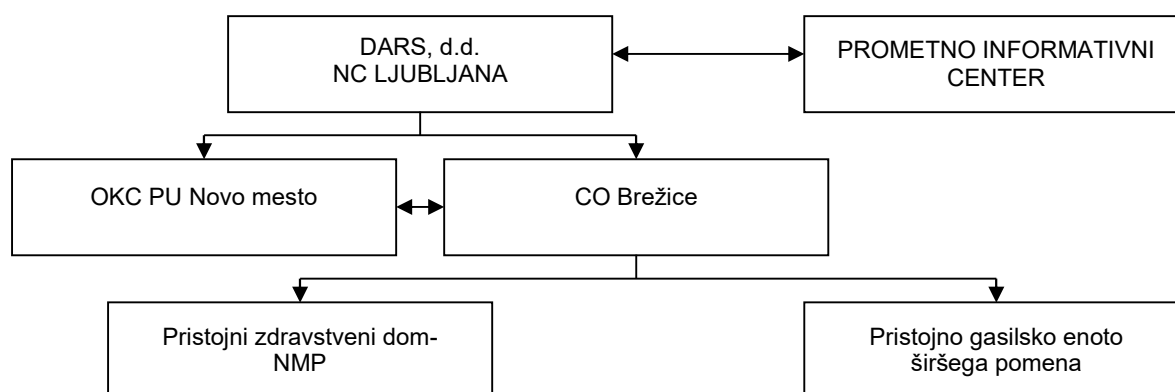 DARS, d.d.
NC LJUBLJANA
PROMETNO INFORMATIVNI
CENTER
OKC PU Novo mesto
CO Brežice
Pristojni zdravstveni dom-
NMP
Pristojno gasilsko enoto
širšega pomena